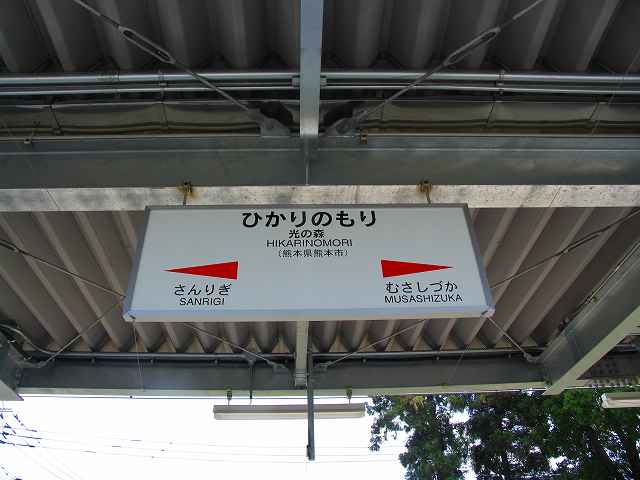 ひかりのもり
光の森
HIKARINOMORI
(熊本県熊本市)
さんりぎ
SANRIGI
むさしづか
MUSASHIZUKA